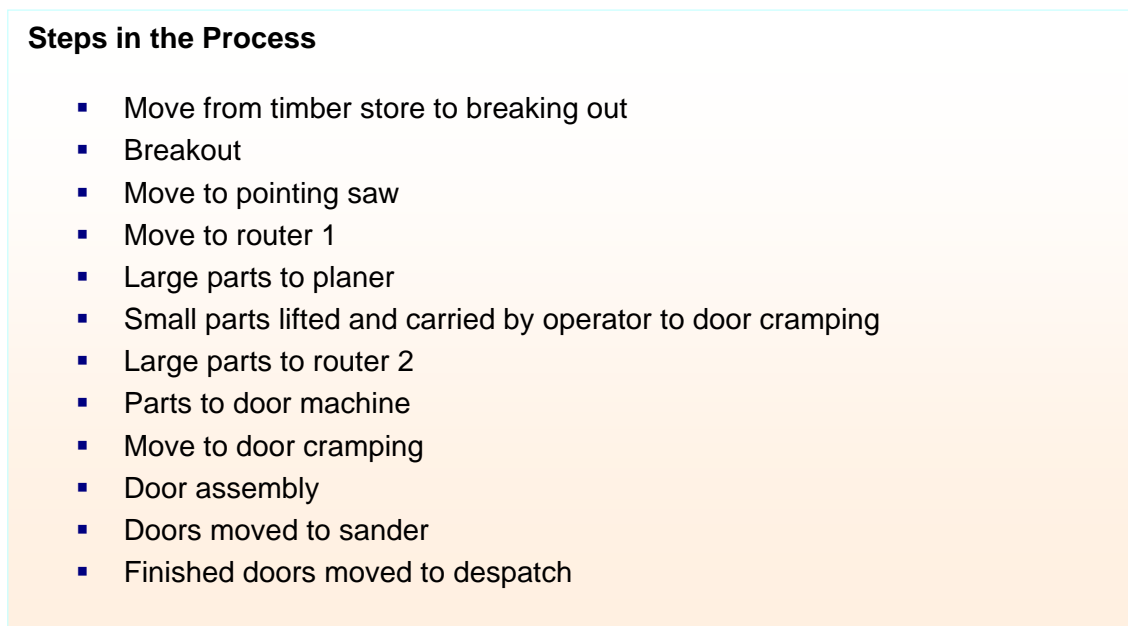 Steps in the Process
▪ Move from timber store to breaking out
▪ Breakout
▪ Move to pointing saw
▪ Move to router 1
▪ Large parts to planer
▪ Small parts lifted and carried by operator to door cramping
▪ Large parts to router 2
▪ Parts to door machine
▪ Move to door cramping
▪ Door assembly
▪ Doors moved to sander
▪ Finished doors moved to despatch